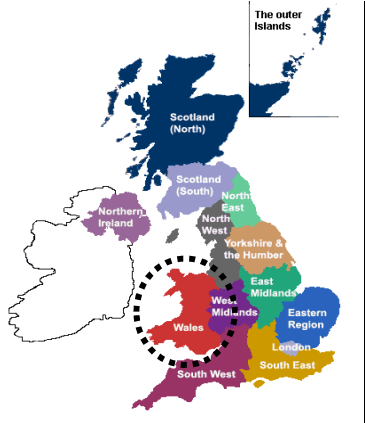 The outer
Islands
Scotland
(North)
Scotland
(South)
North
East
Northern
Ireland
North
West
Yorkshire &
the Humber
East
Midlands
West
Midlands
Wales
Eastern
Region
London
South East
South West